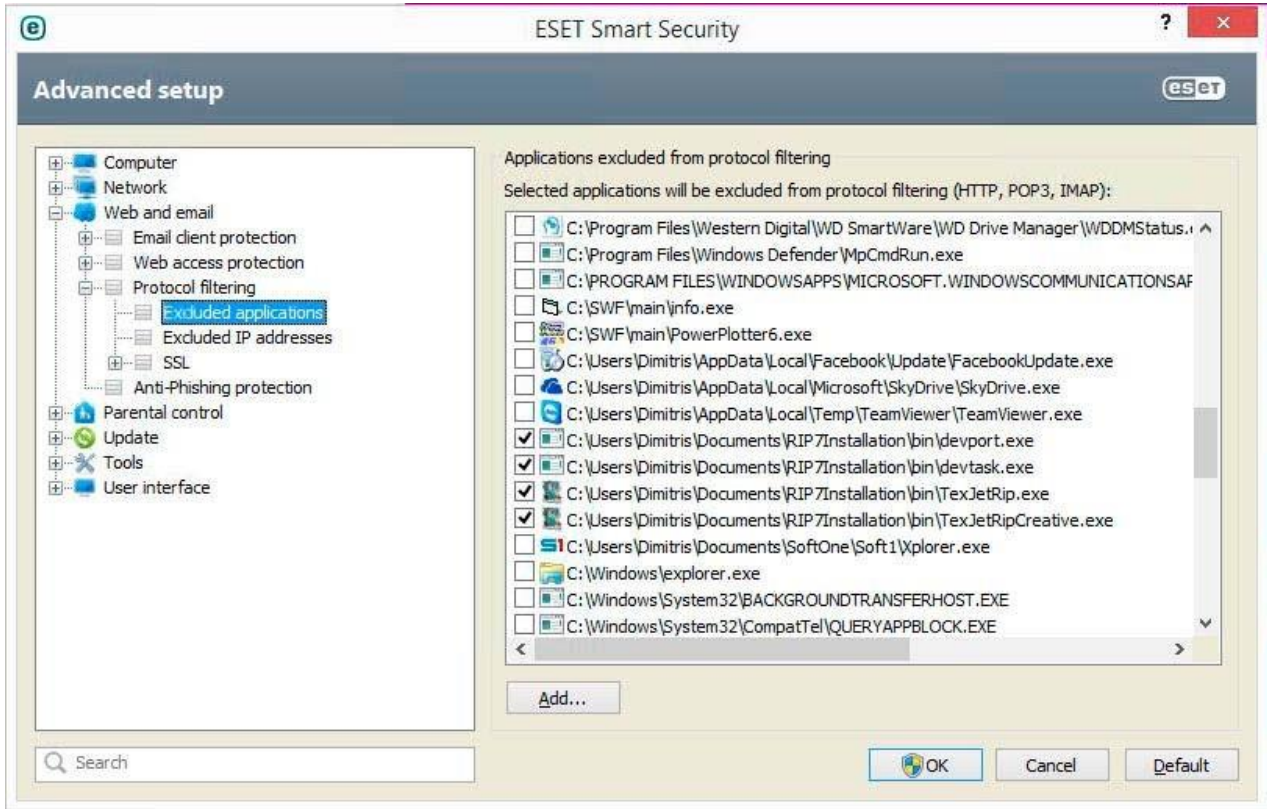 ESET Smart Security
?
Advanced setup
eset
Computer
Network
Web and email
Email client protection
Web access protection
Protocol filtering
Excluded applications
Excluded IP addresses
SSL
Anti-Phishing protection
Parental control
Update
Tools
User interface
Search
Applications excluded from protocol filtering
Selected applications will be excluded from protocol filtering (HTTP, POP3, IMAP):
C:\Program Files\Western Digital\WD SmartWare\WD Drive Manager\WDDMStatus.
C:\Program Files\Windows Defender\MpCmdRun.exe
C:\PROGRAM FILES\WINDOWSAPPS\MICROSOFT.WINDOWSCOMMUNICATIONSAP
C:\SWF\main\info.exe
C:\SWF\main\PowerPlotter6.exe
C:\Users\Dimitris\AppData\Local\Facebook\Update\FacebookUpdate.exe
C:\Users\Dimitris\AppData\Local\Microsoft\SkyDrive\SkyDrive.exe
C:\Users\Dimitris\AppData\Local\Temp\TeamViewer\TeamViewer.exe
C:\Users\Dimitris\Documents\RIP7Installation\bin\devport.exe
C:\Users\Dimitris\Documents\RIP7Installation\bin\devtask.exe
C:\Users\Dimitris\Documents\RIP7Installation\bin\TexJetRip.exe
C:\Users\Dimitris\Documents\RIP7Installation\bin\TexJetRipCreative.exe
C:\Users\Dimitris\Documents\SoftOne\Soft1\Xplorer.exe
C:\Windows\explorer.exe
C:\Windows\System32\BACKGROUNDTRANSFERHOST.EXE
C:\Windows\System32\CompatTel\QUERYAPPBLOCK.EXE
Add...
OK
Cancel
Default